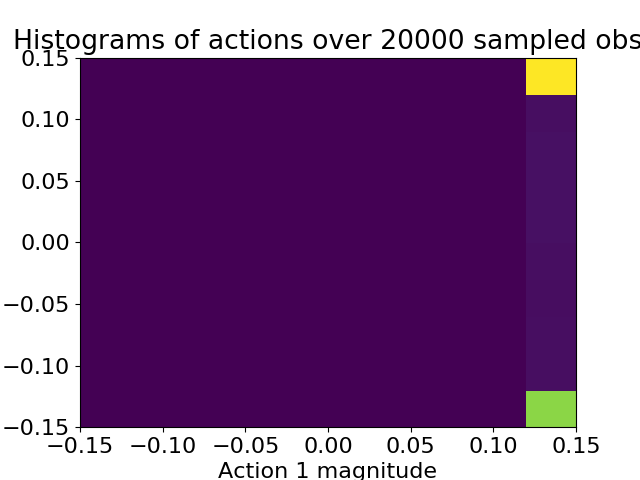 Histograms of actions over 20000 sampled obs
0.15
0.10
0.05
0.00
−0.05
−0.10
−0.15
−0.15 −0.10 −0.05 0.00 0.05 0.10 0.15
Action 1 magnitude